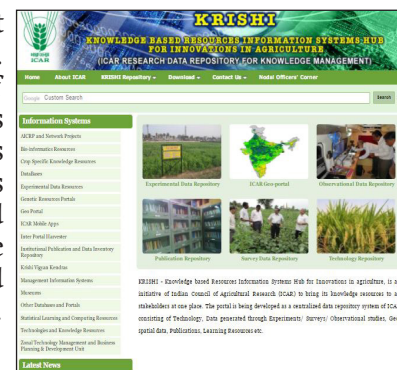 ICAR
KRISHI
KNOWLEDGE BASED RESOURCES INFORMATION SYSTEMS HUB
FOR INNOVATIONS IN AGRICULTURE
(ICAR RESEARCH DATA REPOSITORY FOR KNOWLEDGE MANAGEMENT)
Home About ICAR KRISHI Repository Download Contact Us Nodal Officers' Corner
Google Custom Search Search
Information Systems
AICRP and Network Projects
Bio-informatics Resources
Crop Specific Knowledge Resources
Databases
Experimental Data Resources
Genetic Resources Portals
Geo Portal
ICAR Mobile Apps
Inter Portal Harvester
Institutional Publication and Data Inventory
Repository
Krishi Vigyan Kendras
Management Information Systems
Museums
Other Databases and Portals
Statistical Learning and Computing Resources
Technologies and Knowledge Resources
Zonal Technology Management and Business
Planning & Development Unit
Latest News
Experimental Data Repository ICAR Geo-portal Observational Data Repository
Publication Repository Survey Data Repository Technology Repository
KRISHI - Knowledge based Resources Information Systems Hub for Innovations in agriculture, is a
initiative of Indian Council of Agricultural Research (ICAR) to bring its knowledge resources to a
stakeholders at one place. The portal is being developed as a centralized data repository system of ICA
consisting of Technology, Data generated through Experiments/ Surveys/ Observational studies, Geo
spatial data, Publications, Learning Resources etc.